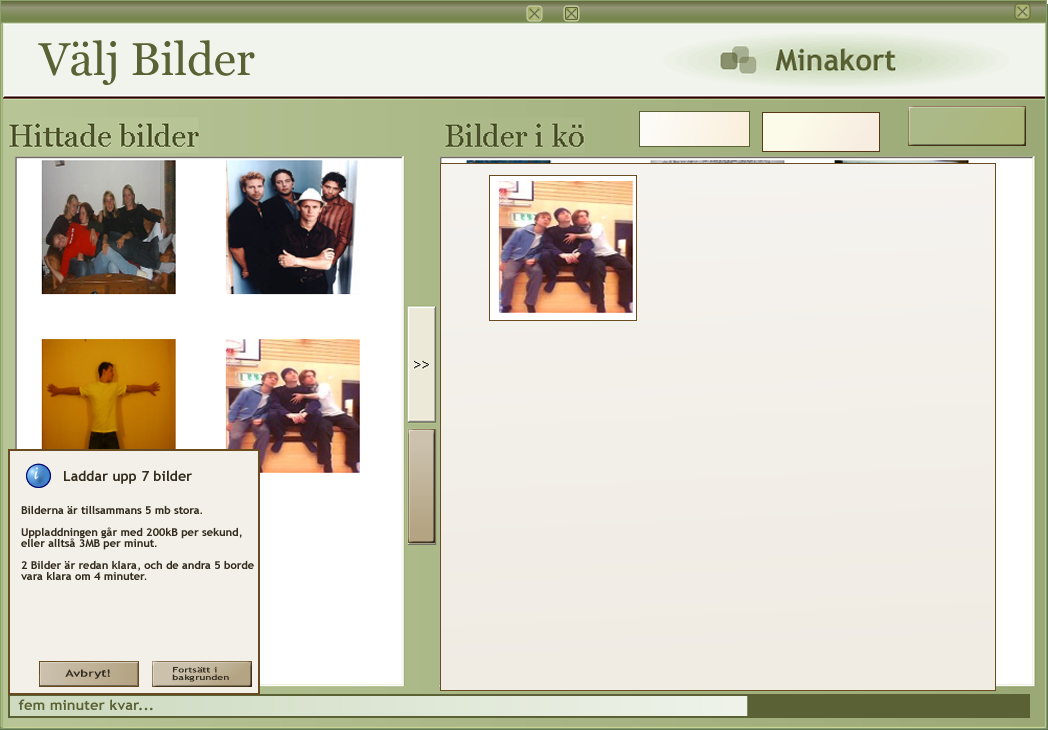 Välj Bilder
Minakort
Hittade bilder
Bilder i kö
>>
Laddar upp 7 bilder
Bilderna är tillsammans 5 mb stora.
Uppladdningen går med 200kB per sekund,
eller alltså 3MB per minut.
2 Bilder är redan klara, och de andra 5 borde
vara klara om 4 minuter.
Avbryt!
Fortsätt i
bakgrunden
fem minuter kvar...